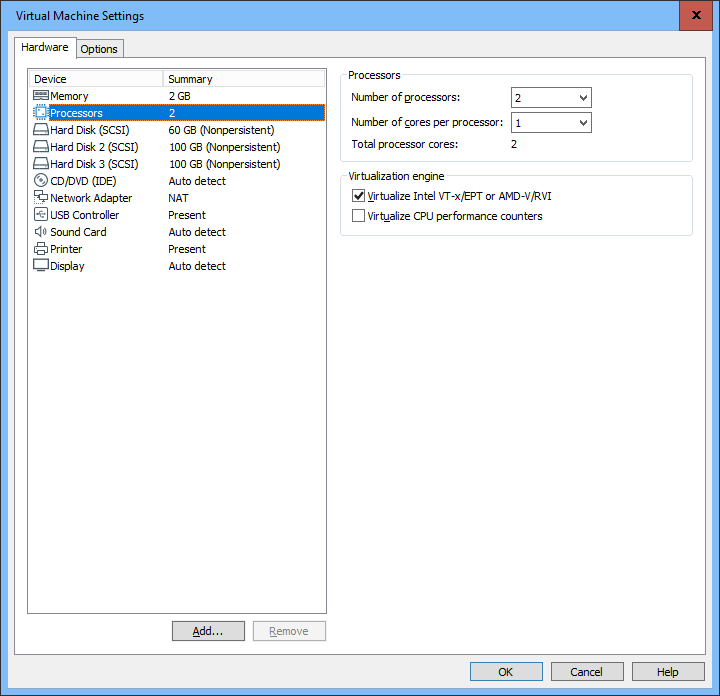 Virtual Machine Settings
Hardware Options
Device Summary
Memory 2 GB
Processors 2
Hard Disk (SCSI) 60 GB (Nonpersistent)
Hard Disk 2 (SCSI) 100 GB (Nonpersistent)
Hard Disk 3 (SCSI) 100 GB (Nonpersistent)
CD/DVD (IDE) Auto detect
Network Adapter NAT
USB Controller Present
Sound Card Auto detect
Printer Present
Display Auto detect
Add... Remove
Processors
Number of processors: 2
Number of cores per processor: 1
Total processor cores: 2
Virtualization engine
Virtualize Intel VT-x/EPT or AMD-V/RVI
Virtualize CPU performance counters
OK Cancel Help